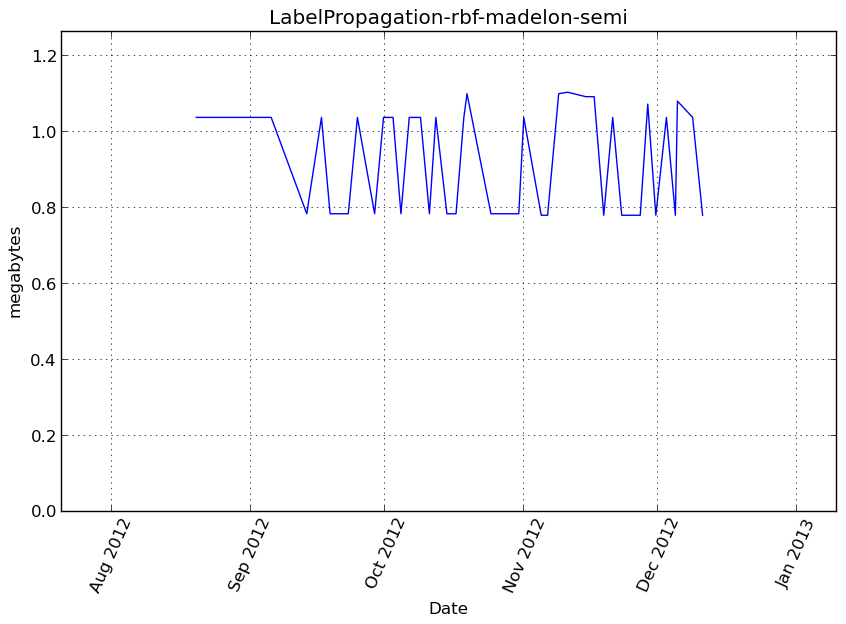 LabelPropagation-rbf-madelon-semi
1.2
1.0
0.8
0.6
0.4
0.2
0.0
megabytes
Aug 2012
Sep 2012
Oct 2012
Nov 2012
Dec 2012
Jan 2013
Date